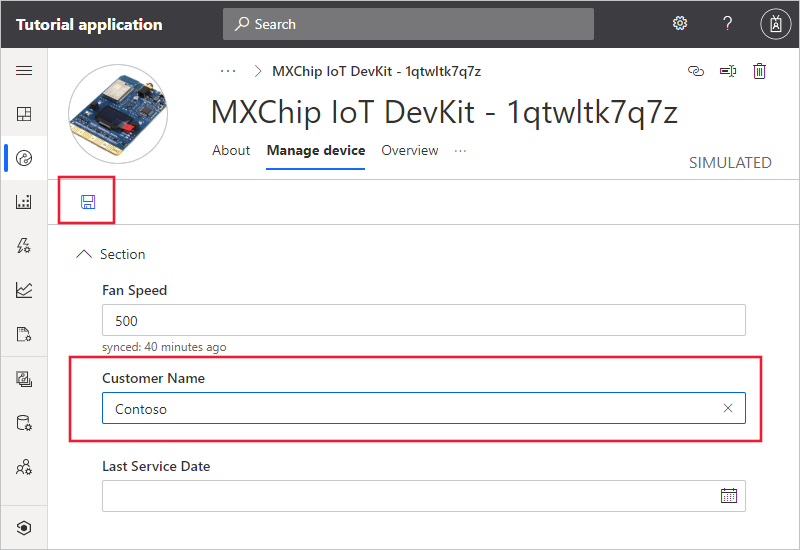 Tutorial application
Search
?
... > MXChip IoT DevKit - 1qtwltk7q7z
MXChip IoT DevKit - 1qtwltk7q7z
About Manage device Overview ...
SIMULATED
Section
Fan Speed
500
synced: 40 minutes ago
Customer Name
Contoso
Last Service Date